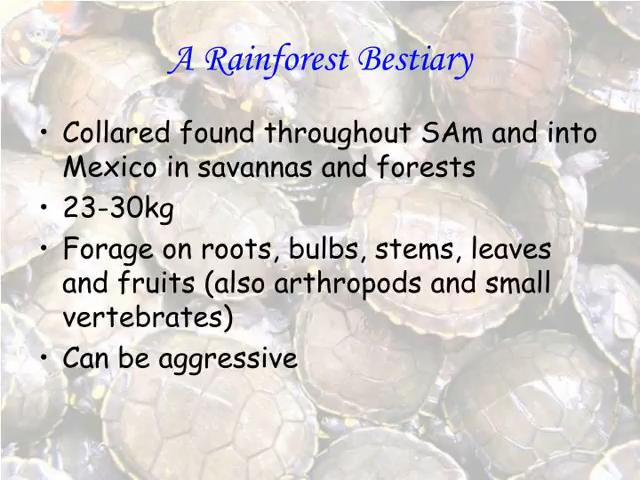 A Rainforest Bestiary
• Collared found throughout SAm and into
Mexico in savannas and forests
• 23-30kg
• Forage on roots, bulbs, stems, leaves
and fruits (also arthropods and small
vertebrates)
• Can be aggressive